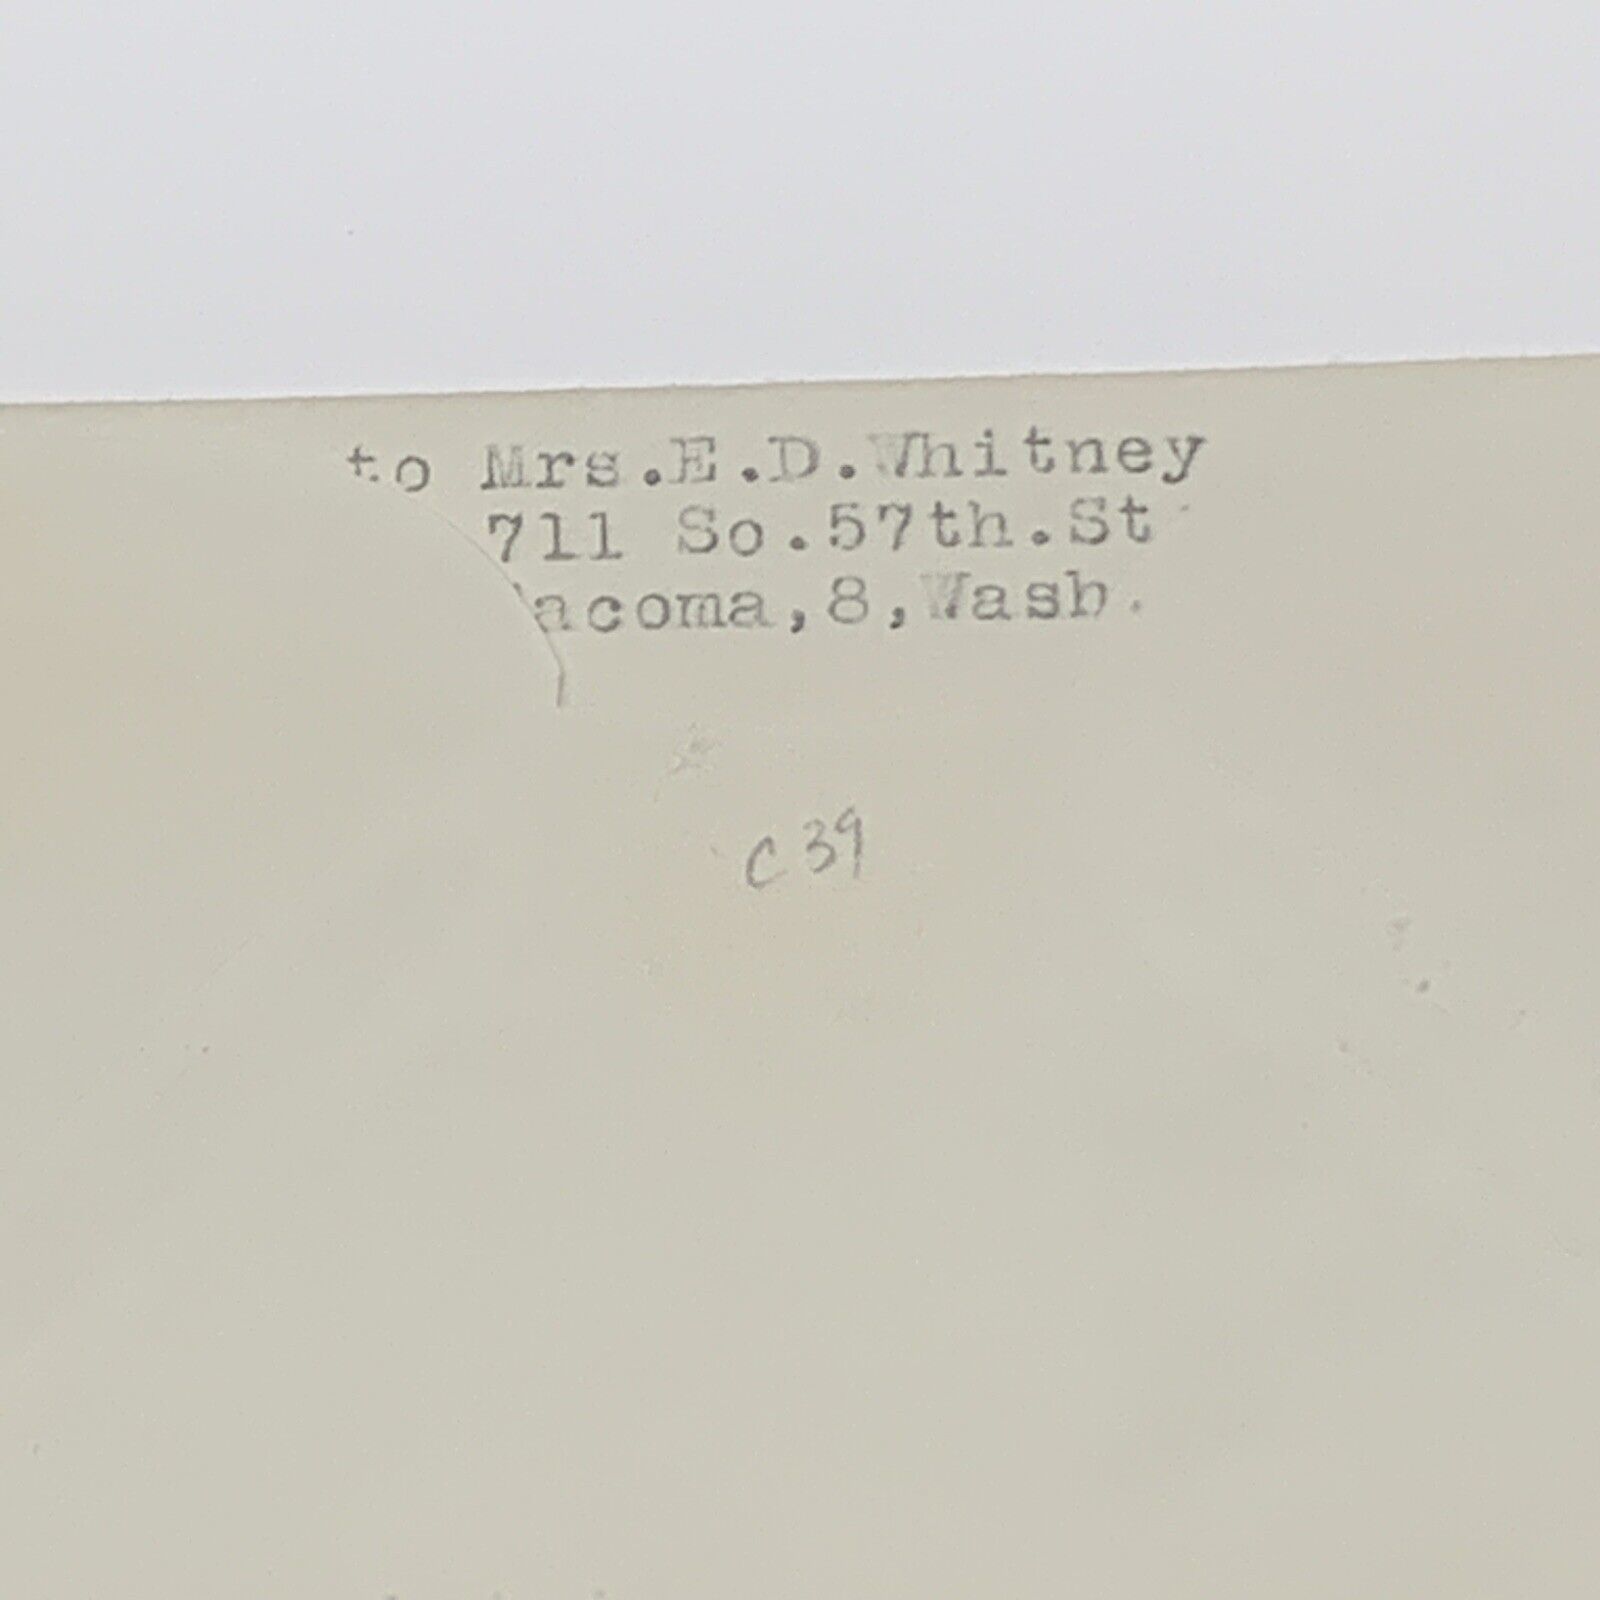 to Mrs.E.D.Whitney
711 So.57th.St
acoma,8,Wash.
C39